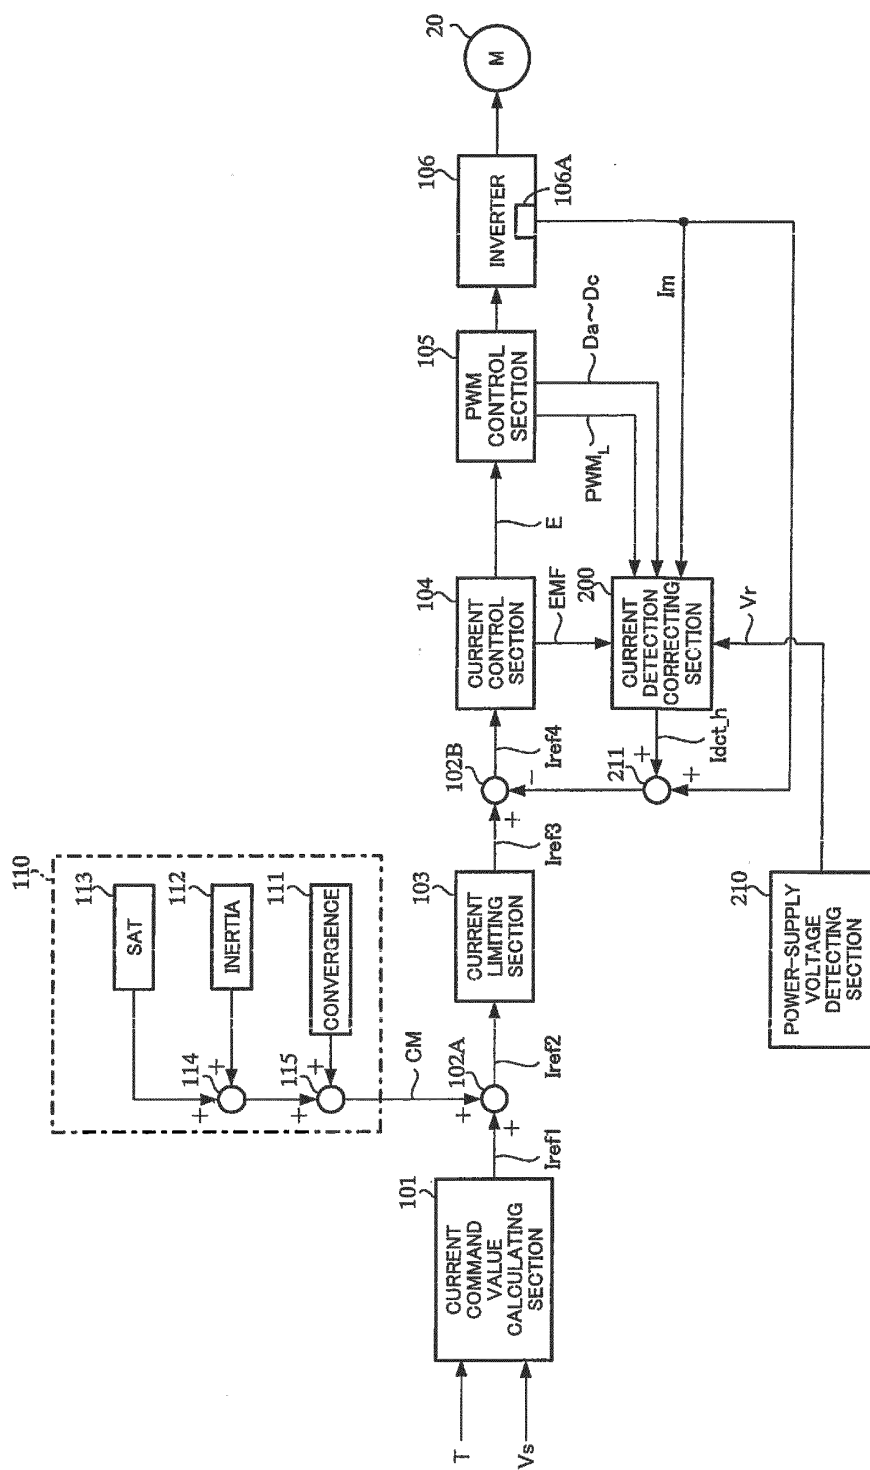 110
113
SAT
112
INERTIA
111
CONVERGENCE
114
+
+
115
+
+
CM
T
Vs
101
CURRENT
COMMAND
VALUE
CALCULATING
SECTION
Iref1
102A
+
+
Iref2
103
CURRENT
LIMITING
SECTION
Iref3
102B
+
-
Iref4
104
CURRENT
CONTROL
SECTION
E
EMF
105
PWM
CONTROL
SECTION
PWML
Da~Dc
106
INVERTER
106A
20
M
Im
200
CURRENT
DETECTION
CORRECTING
SECTION
Idct_h
211
+
+
Vr
210
POWER-SUPPLY
VOLTAGE
DETECTING
SECTION